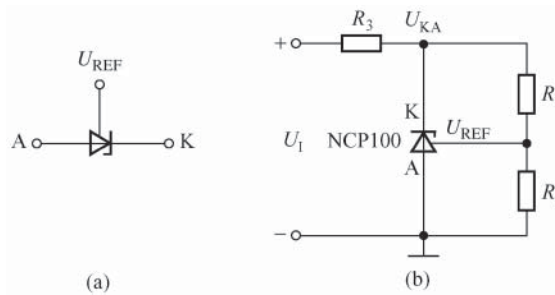 U_REF
A
K
(a)
+
R_3
U_KA
R
K
U_I
NCP100
U_REF
A
R
−
(b)